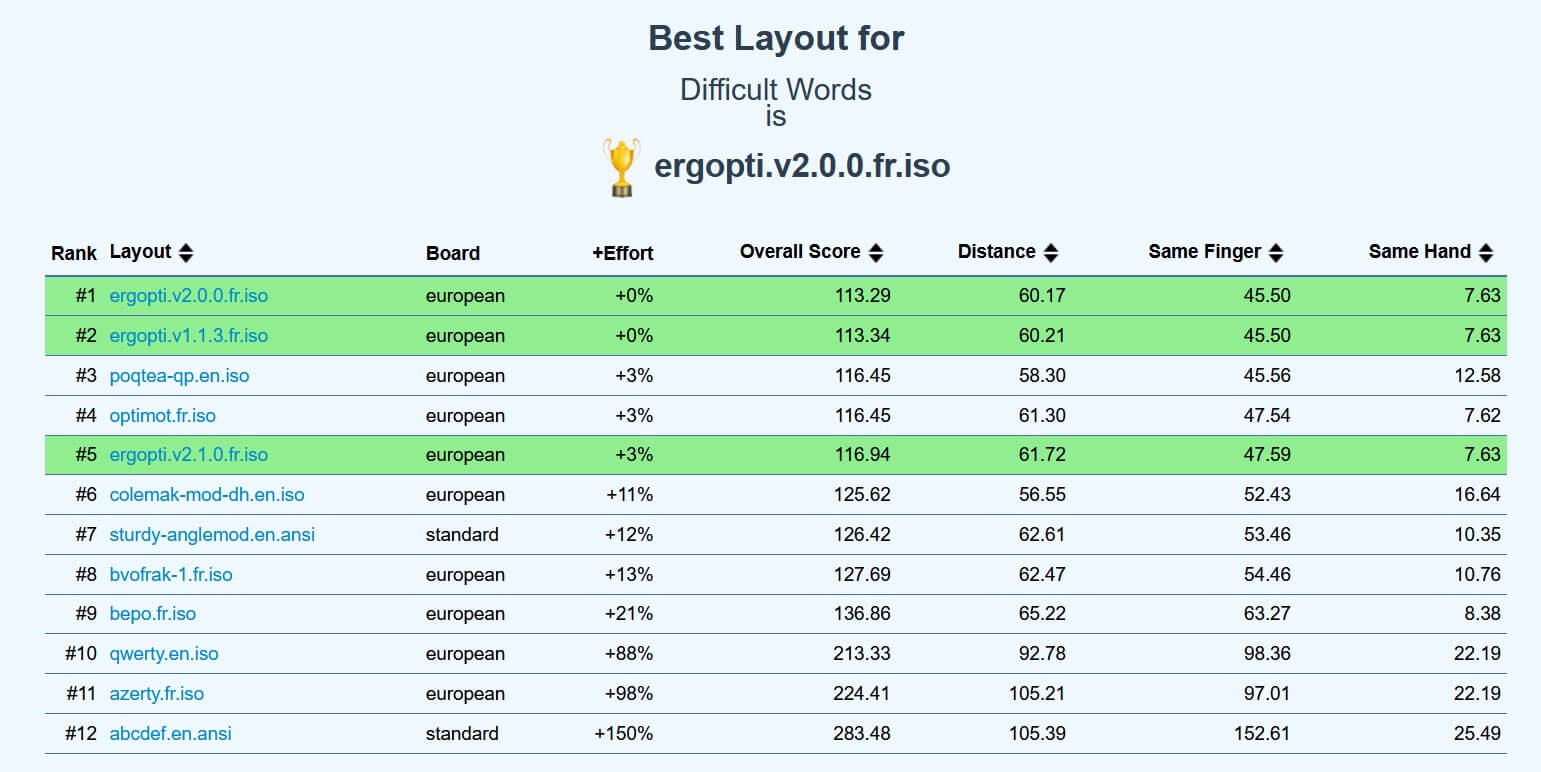 Best Layout for
Difficult Words
is
ergopti.v2.0.0.fr.iso
Rank Layout Board +Effort Overall Score Distance Same Finger Same Hand
#1 ergopti.v2.0.0.fr.iso european +0% 113.29 60.17 45.50 7.63
#2 ergopti.v1.1.3.fr.iso european +0% 113.34 60.21 45.50 7.63
#3 poqtea-qp.en.iso european +3% 116.45 58.30 45.56 12.58
#4 optimot.fr.iso european +3% 116.45 61.30 47.54 7.62
#5 ergopti.v2.1.0.fr.iso european +3% 116.94 61.72 47.59 7.63
#6 colemak-mod-dh.en.iso european +11% 125.62 56.55 52.43 16.64
#7 sturdy-anglemod.en.ansi standard +12% 126.42 62.61 53.46 10.35
#8 bvofrak-1.fr.iso european +13% 127.69 62.47 54.46 10.76
#9 bepo.fr.iso european +21% 136.86 65.22 63.27 8.38
#10 qwerty.en.iso european +88% 213.33 92.78 98.36 22.19
#11 azerty.fr.iso european +98% 224.41 105.21 97.01 22.19
#12 abcdef.en.ansi standard +150% 283.48 105.39 152.61 25.49